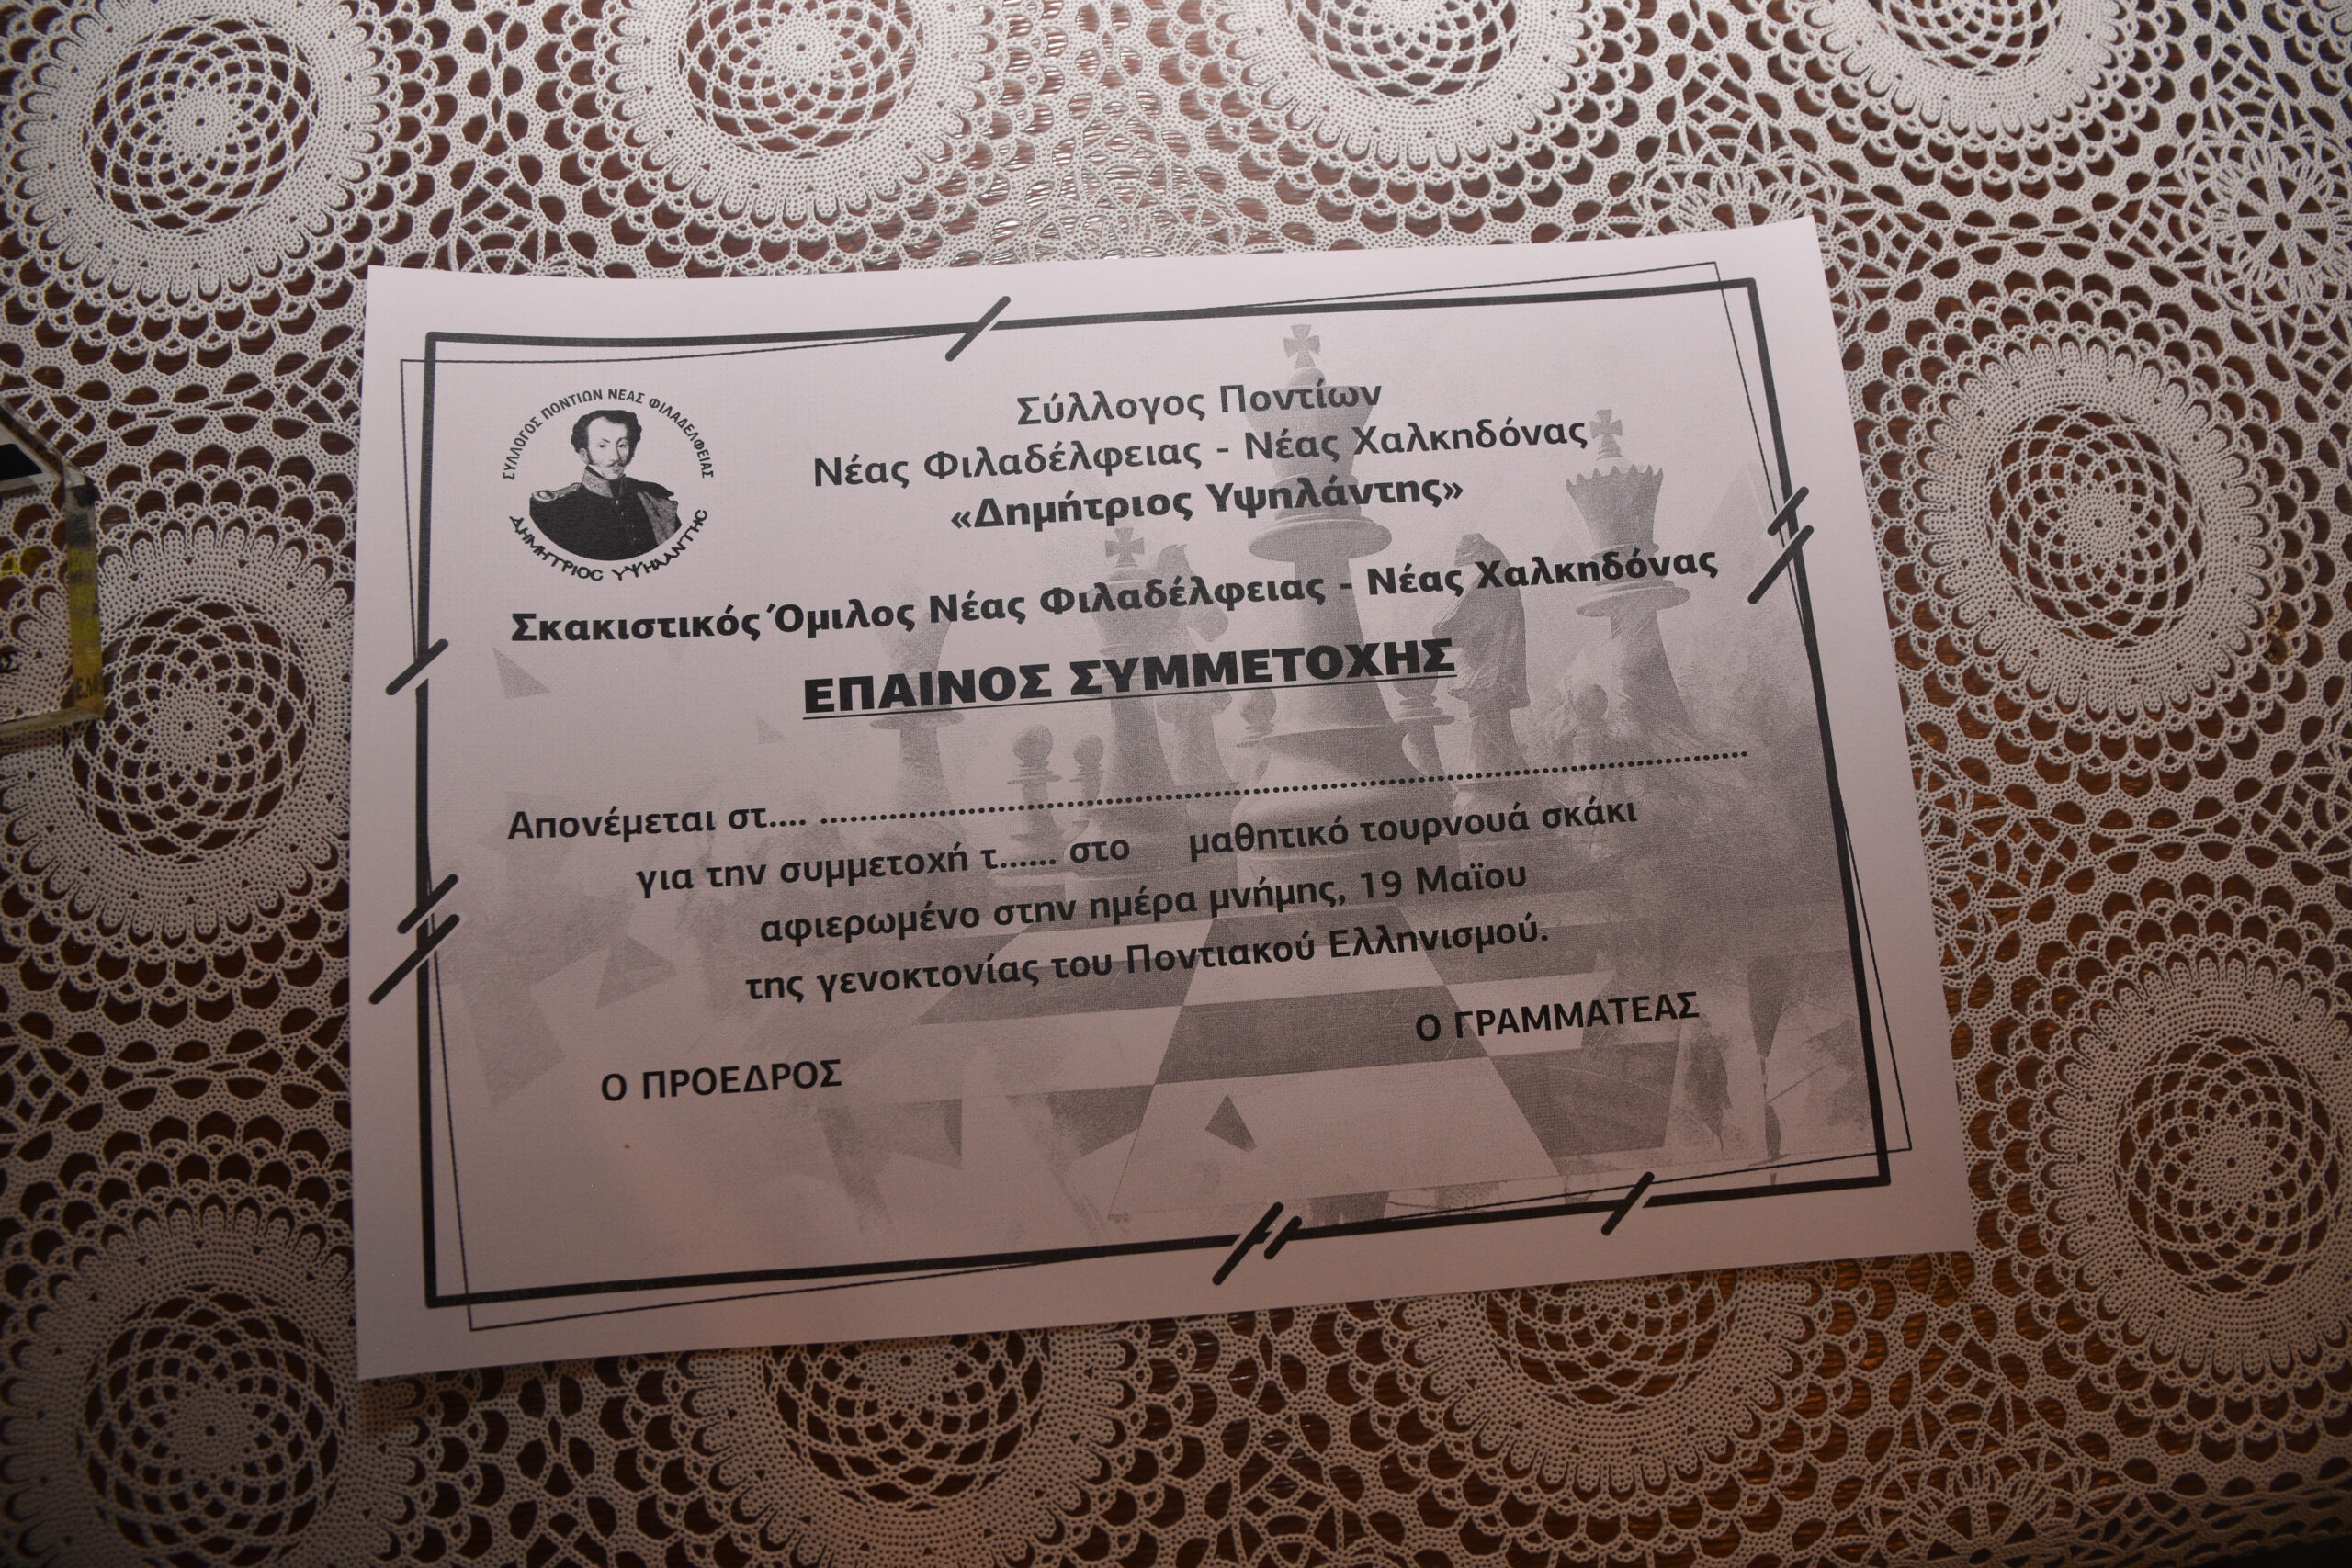 ΣΥΛΛΟΓΟΣ ΠΟΝΤΙΩΝ ΝΕΑΣ ΦΙΛΑΔΕΛΦΕΙΑΣ
ΔΗΜΗΤΡΙΟΣ ΥΨΗΛΑΝΤΗΣ
Σύλλογος Ποντίων
Νέας Φιλαδέλφειας - Νέας Χαλκηδόνας
«Δημήτριος Υψηλάντης»
Σκακιστικός Όμιλος Νέας Φιλαδέλφειας - Νέας Χαλκηδόνας
ΕΠΑΙΝΟΣ ΣΥΜΜΕΤΟΧΗΣ
Απονέμεται στ.... ....................................................................................................
για την συμμετοχή τ...... στο μαθητικό τουρνουά σκάκι
αφιερωμένο στην ημέρα μνήμης, 19 Μαϊου
της γενοκτονίας του Ποντιακού Ελληνισμού.
Ο ΠΡΟΕΔΡΟΣ
Ο ΓΡΑΜΜΑΤΕΑΣ